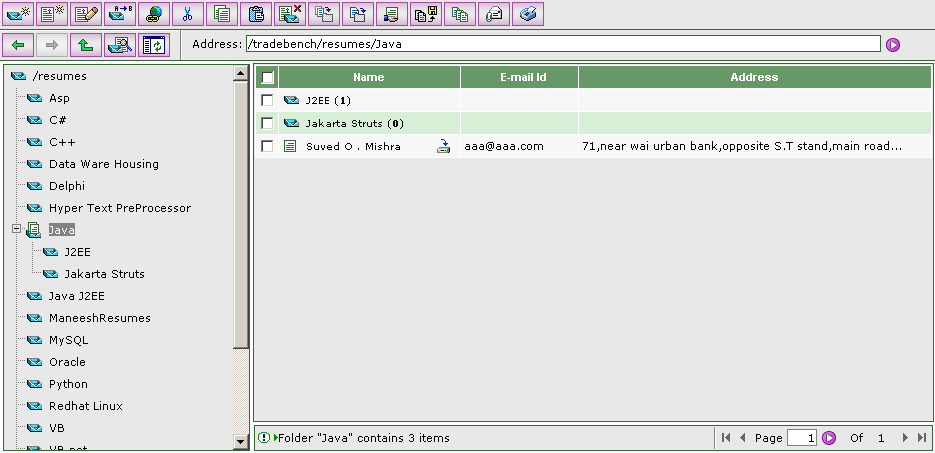 A B
Address: /tradebench/resumes/Java
/resumes
Asp
C#
C++
Data Ware Housing
Delphi
Hyper Text PreProcessor
Java
J2EE
Jakarta Struts
Java J2EE
ManeeshResumes
MySQL
Oracle
Python
Redhat Linux
VB
VB.net
Name E-mail Id Address
J2EE (1)
Jakarta Struts (0)
Suved O . Mishra aaa@aaa.com 71,near wai urban bank,opposite S.T stand,main road...
Folder "Java" contains 3 items
Page 1 Of 1